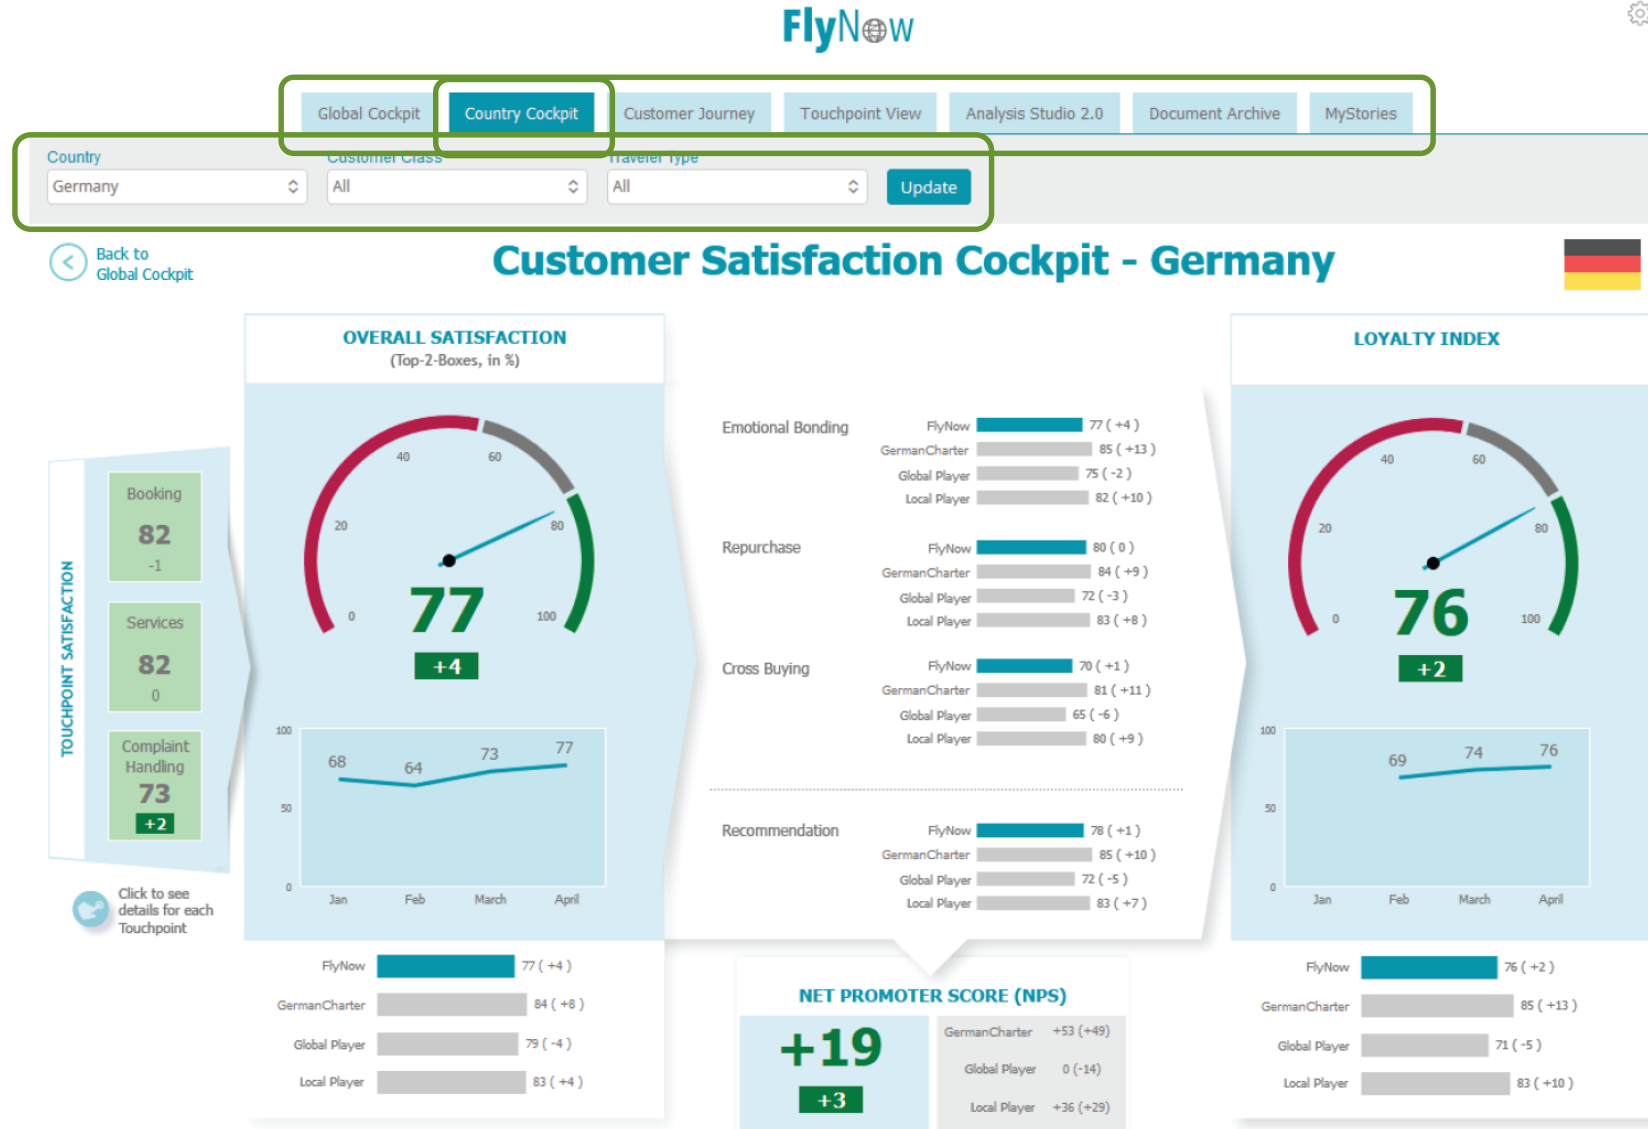 FlyNow
Global Cockpit
Country Cockpit
Customer Journey
Touchpoint View
Analysis Studio 2.0
Document Archive
MyStories
Country
Customer Class
Traveler Type
Germany
All
All
Update
Back to
Global Cockpit
Customer Satisfaction Cockpit - Germany
TOUCHPOINT SATISFACTION
Booking
82
-1
Services
82
0
Complaint
Handling
73
+2
Click to see
details for each
Touchpoint
OVERALL SATISFACTION
(Top-2-Boxes, in %)
0
20
40
60
80
100
77
+4
100
50
0
68
64
73
77
Jan
Feb
March
April
FlyNow 77 ( +4 )
GermanCharter 84 ( +8 )
Global Player 79 ( -4 )
Local Player 83 ( +4 )
Emotional Bonding
FlyNow 77 ( +4 )
GermanCharter 85 ( +13 )
Global Player 75 ( -2 )
Local Player 82 ( +10 )
Repurchase
FlyNow 80 ( 0 )
GermanCharter 84 ( +9 )
Global Player 72 ( -3 )
Local Player 83 ( +8 )
Cross Buying
FlyNow 70 ( +1 )
GermanCharter 81 ( +11 )
Global Player 65 ( -6 )
Local Player 80 ( +9 )
Recommendation
FlyNow 78 ( +1 )
GermanCharter 85 ( +10 )
Global Player 72 ( -5 )
Local Player 83 ( +7 )
NET PROMOTER SCORE (NPS)
+19
+3
GermanCharter +53 (+49)
Global Player 0 (-14)
Local Player +36 (+29)
LOYALTY INDEX
0
20
40
60
80
100
76
+2
100
50
0
69
74
76
Jan
Feb
March
April
FlyNow 76 ( +2 )
GermanCharter 85 ( +13 )
Global Player 71 ( -5 )
Local Player 83 ( +10 )